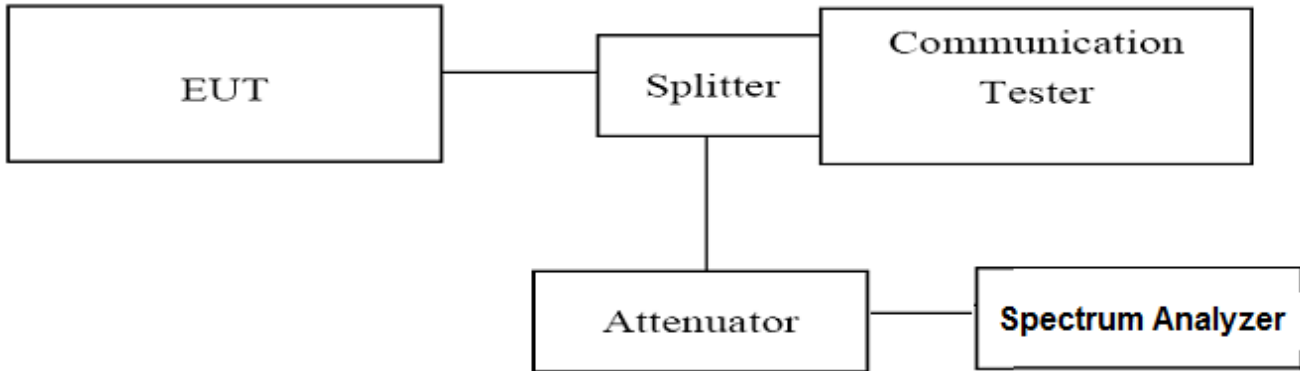 EUT
Splitter
Communication
Tester
Attenuator
Spectrum Analyzer